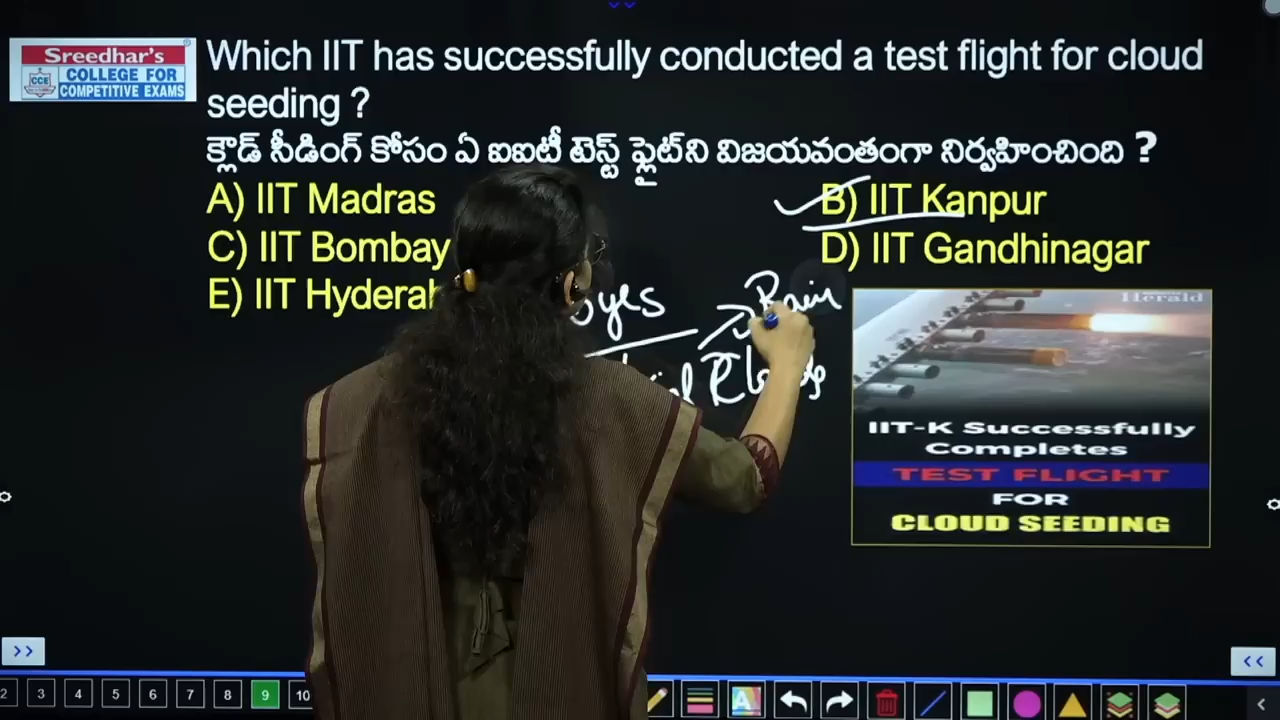 Sreedhar's
CCE
COLLEGE FOR
COMPETITIVE EXAMS
Which IIT has successfully conducted a test flight for cloud
seeding ?
క్లౌడ్ సీడింగ్ కోసం ఏ ఐఐటీ టెస్ట్ ఫ్లైట్‌ని విజయవంతంగా నిర్వహించింది ?
A) IIT Madras
B) IIT Kanpur
C) IIT Bombay
D) IIT Gandhinagar
E) IIT Hyderab
Rain
Herald
IIT-K Successfully
Completes
TEST FLIGHT
FOR
CLOUD SEEDING
>>
<<
2 3 4 5 6 7 8 9 10